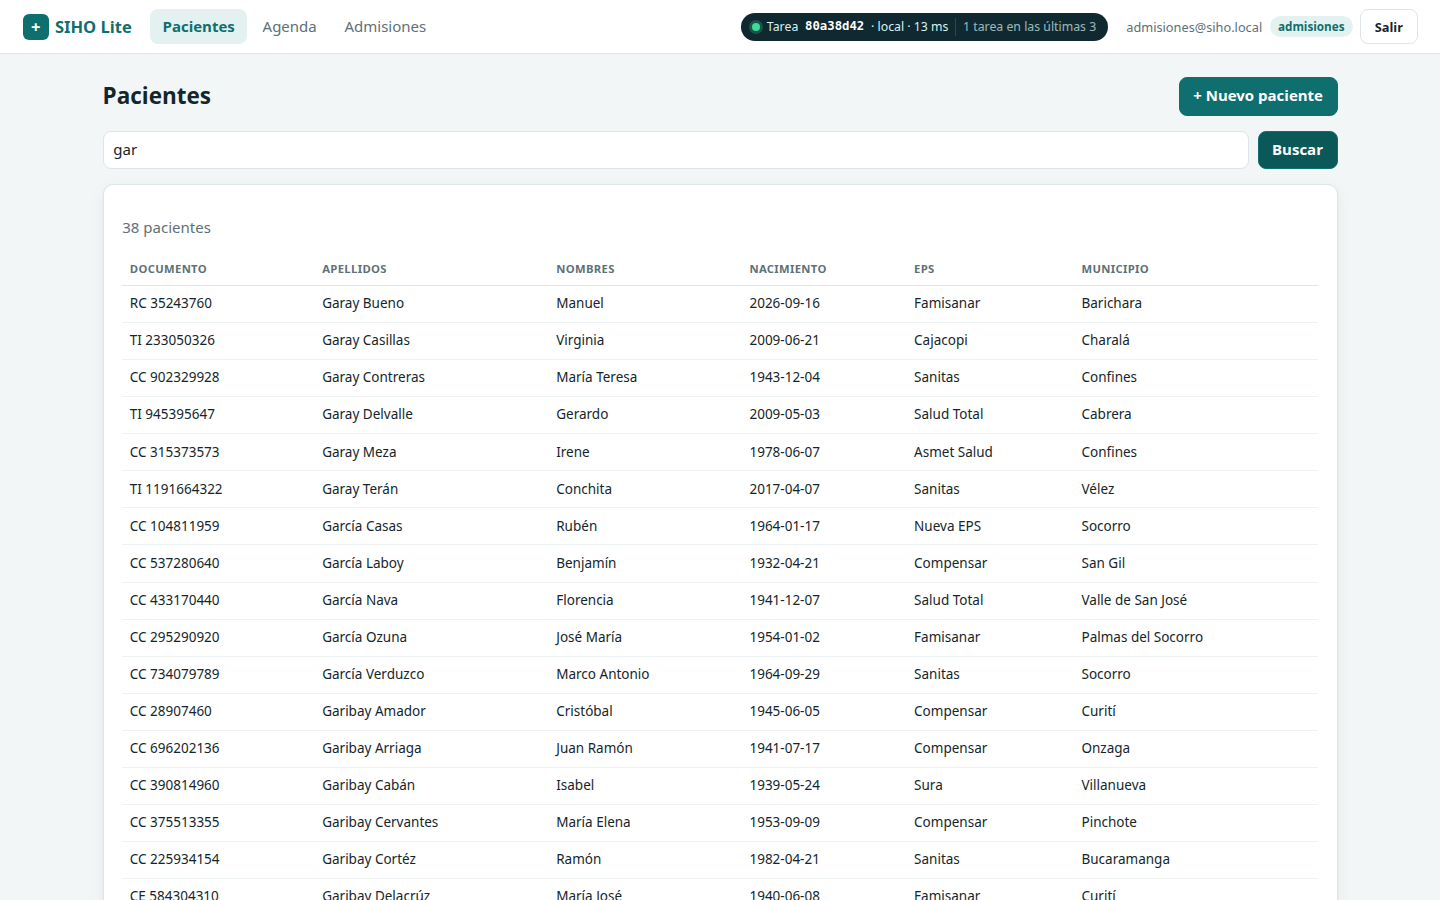 + SIHO Lite Pacientes Agenda Admisiones Tarea 80a38d42 · local · 13 ms 1 tarea en las últimas 3 admisiones@siho.local admisiones Salir
Pacientes + Nuevo paciente
gar Buscar
38 pacientes
DOCUMENTO APELLIDOS NOMBRES NACIMIENTO EPS MUNICIPIO
RC 35243760 Garay Bueno Manuel 2026-09-16 Famisanar Barichara
TI 233050326 Garay Casillas Virginia 2009-06-21 Cajacopi Charalá
CC 902329928 Garay Contreras María Teresa 1943-12-04 Sanitas Confines
TI 945395647 Garay Delvalle Gerardo 2009-05-03 Salud Total Cabrera
CC 315373573 Garay Meza Irene 1978-06-07 Asmet Salud Confines
TI 1191664322 Garay Terán Conchita 2017-04-07 Sanitas Vélez
CC 104811959 García Casas Rubén 1964-01-17 Nueva EPS Socorro
CC 537280640 García Laboy Benjamín 1932-04-21 Compensar San Gil
CC 433170440 García Nava Florencia 1941-12-07 Salud Total Valle de San José
CC 295290920 García Ozuna José María 1954-01-02 Famisanar Palmas del Socorro
CC 734079789 García Verduzco Marco Antonio 1964-09-29 Sanitas Socorro
CC 28907460 Garibay Amador Cristóbal 1945-06-05 Compensar Curití
CC 696202136 Garibay Arriaga Juan Ramón 1941-07-17 Compensar Onzaga
CC 390814960 Garibay Cabán Isabel 1939-05-24 Sura Villanueva
CC 375513355 Garibay Cervantes María Elena 1953-09-09 Compensar Pinchote
CC 225934154 Garibay Cortéz Ramón 1982-04-21 Sanitas Bucaramanga
CE 584304310 Garibay Delacrúz María José 1940-06-08 Famisanar Curití